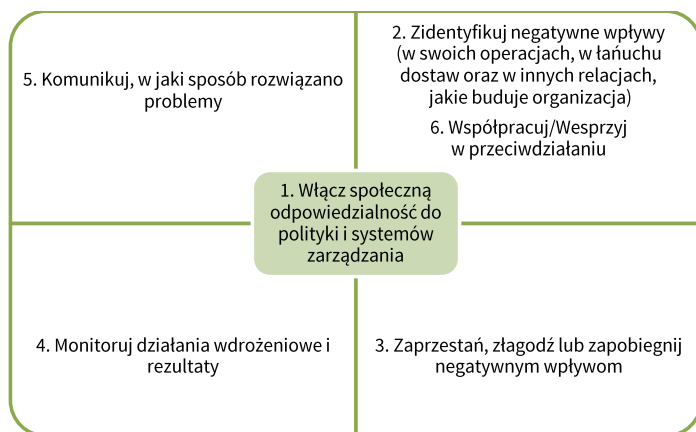 5. Komunikuj, w jaki sposób rozwiązano
problemy
2. Zidentyfikuj negatywne wpływy
(w swoich operacjach, w łańuchu
dostaw oraz w innych relacjach,
jakie buduje organizacja)
6. Współpracuj/Wesprzyj
w przeciwdziałaniu
1. Włącz społeczną
odpowiedzialność do
polityki i systemów
zarządzania
4. Monitoruj działania wdrożeniowe i
rezultaty
3. Zaprzestań, złagodź lub zapobiegnij
negatywnym wpływom